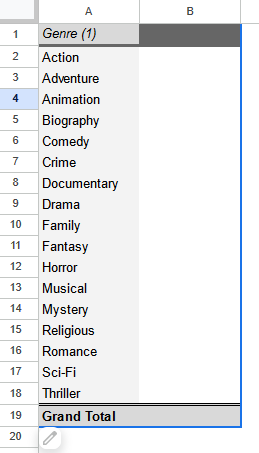 A B
1 Genre (1)
2 Action
3 Adventure
4 Animation
5 Biography
6 Comedy
7 Crime
8 Documentary
9 Drama
10 Family
11 Fantasy
12 Horror
13 Musical
14 Mystery
15 Religious
16 Romance
17 Sci-Fi
18 Thriller
19 Grand Total
20